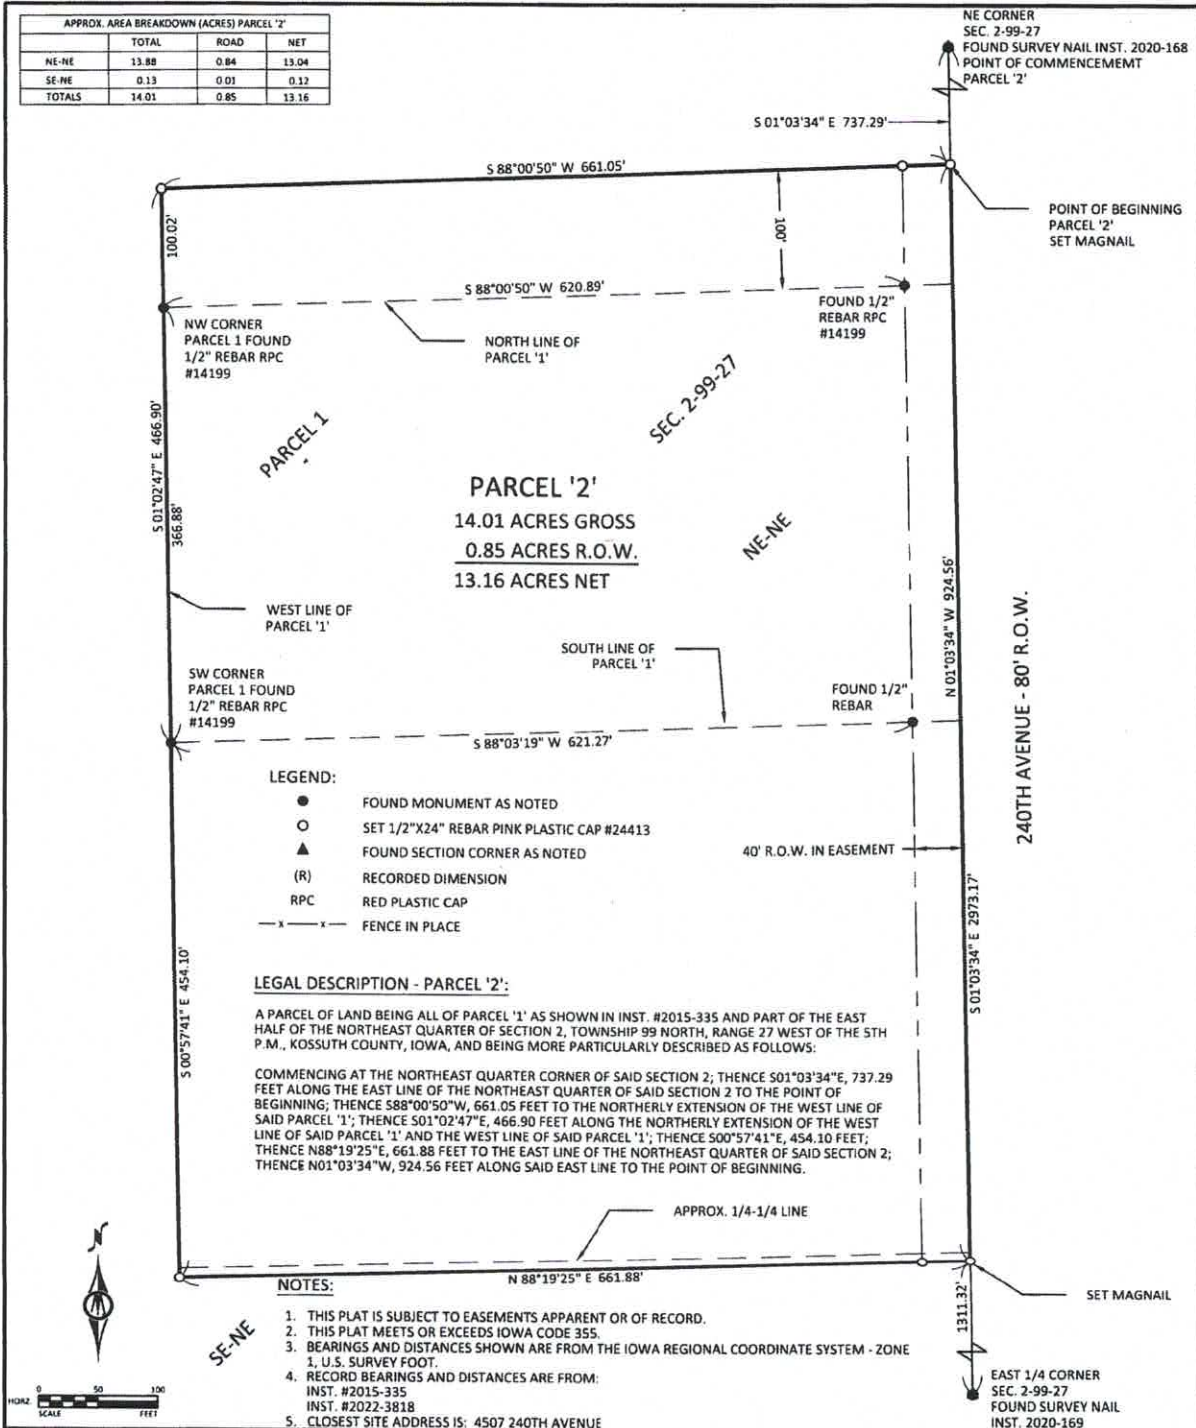 APPROX. AREA BREAKDOWN (ACRES) PARCEL '2'
TOTAL ROAD NET
NE-NE 13.88 0.84 13.04
SE-NE 0.13 0.01 0.12
TOTALS 14.01 0.85 13.16
NE CORNER
SEC. 2-99-27
FOUND SURVEY NAIL INST. 2020-168
POINT OF COMMENCEMEMT
PARCEL '2'
S 01°03'34" E 737.29'
S 88°00'50" W 661.05'
POINT OF BEGINNING
PARCEL '2'
SET MAGNAIL
100.02'
100'
S 88°00'50" W 620.89'
NW CORNER
PARCEL 1 FOUND
1/2" REBAR RPC
#14199
NORTH LINE OF
PARCEL '1'
FOUND 1/2"
REBAR RPC
#14199
SEC. 2-99-27
PARCEL 1
S 01°02'47" E 466.90'
366.88'
PARCEL '2'
14.01 ACRES GROSS
0.85 ACRES R.O.W.
13.16 ACRES NET
NE-NE
N 01°03'34" W 924.56'
240TH AVENUE - 80' R.O.W.
WEST LINE OF
PARCEL '1'
SOUTH LINE OF
PARCEL '1'
SW CORNER
PARCEL 1 FOUND
1/2" REBAR RPC
#14199
FOUND 1/2"
REBAR
S 88°03'19" W 621.27'
LEGEND:
FOUND MONUMENT AS NOTED
SET 1/2"X24" REBAR PINK PLASTIC CAP #24413
FOUND SECTION CORNER AS NOTED
(R) RECORDED DIMENSION
RPC RED PLASTIC CAP
x x FENCE IN PLACE
40' R.O.W. IN EASEMENT
S 01°03'34" E 2973.17'
S 00°57'41" E 454.10'
LEGAL DESCRIPTION - PARCEL '2':
A PARCEL OF LAND BEING ALL OF PARCEL '1' AS SHOWN IN INST. #2015-335 AND PART OF THE EAST
HALF OF THE NORTHEAST QUARTER OF SECTION 2, TOWNSHIP 99 NORTH, RANGE 27 WEST OF THE 5TH
P.M., KOSSUTH COUNTY, IOWA, AND BEING MORE PARTICULARLY DESCRIBED AS FOLLOWS:
COMMENCING AT THE NORTHEAST QUARTER CORNER OF SAID SECTION 2; THENCE S01°03'34"E, 737.29
FEET ALONG THE EAST LINE OF THE NORTHEAST QUARTER OF SAID SECTION 2 TO THE POINT OF
BEGINNING; THENCE S88°00'50"W, 661.05 FEET TO THE NORTHERLY EXTENSION OF THE WEST LINE OF
SAID PARCEL '1'; THENCE S01°02'47"E, 466.90 FEET ALONG THE NORTHERLY EXTENSION OF THE WEST
LINE OF SAID PARCEL '1' AND THE WEST LINE OF SAID PARCEL '1'; THENCE S00°57'41"E, 454.10 FEET;
THENCE N88°19'25"E, 661.88 FEET TO THE EAST LINE OF THE NORTHEAST QUARTER OF SAID SECTION 2;
THENCE N01°03'34"W, 924.56 FEET ALONG SAID EAST LINE TO THE POINT OF BEGINNING.
APPROX. 1/4-1/4 LINE
N 88°19'25" E 661.88'
N
SE-NE
NOTES:
1. THIS PLAT IS SUBJECT TO EASEMENTS APPARENT OR OF RECORD.
2. THIS PLAT MEETS OR EXCEEDS IOWA CODE 355.
3. BEARINGS AND DISTANCES SHOWN ARE FROM THE IOWA REGIONAL COORDINATE SYSTEM - ZONE
1, U.S. SURVEY FOOT.
4. RECORD BEARINGS AND DISTANCES ARE FROM:
INST. #2015-335
INST. #2022-3818
5. CLOSEST SITE ADDRESS IS: 4507 240TH AVENUE
SET MAGNAIL
1311.32'
EAST 1/4 CORNER
SEC. 2-99-27
FOUND SURVEY NAIL
INST. 2020-169
0 50 100
HORZ.
SCALE FEET